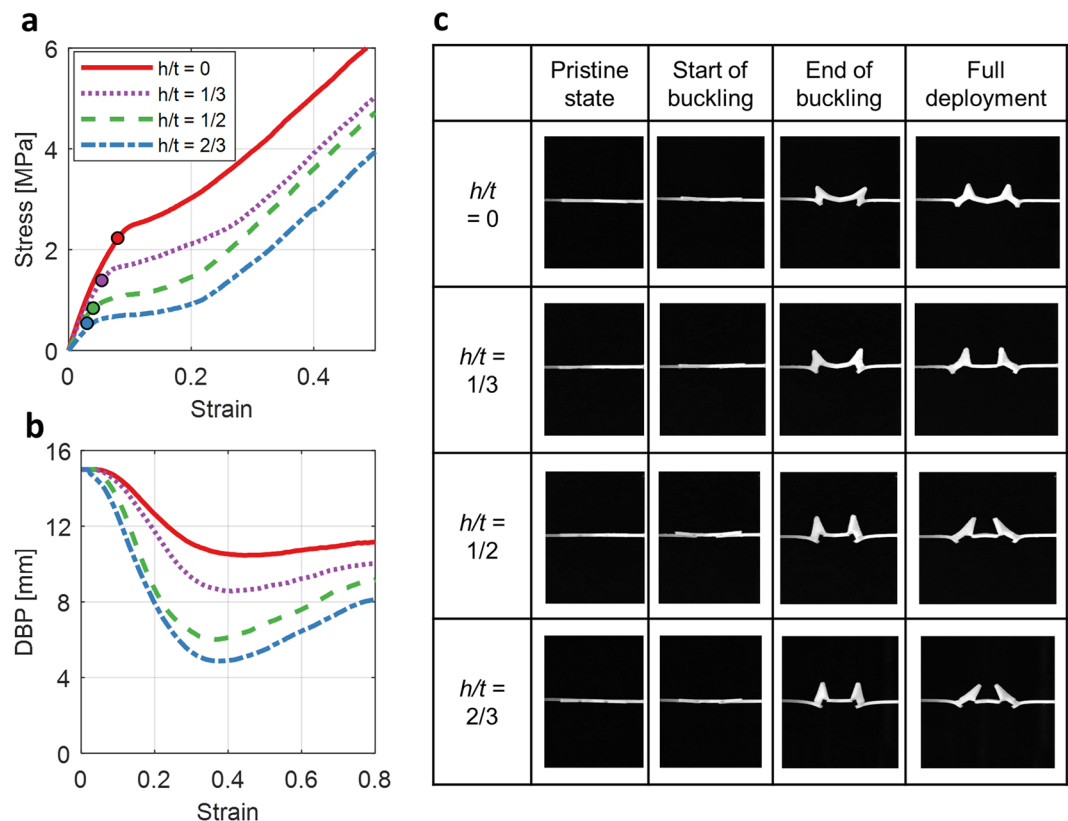 a
6
4
2
0
Stress [MPa]
h/t = 0
h/t = 1/3
h/t = 1/2
h/t = 2/3
0 0.2 0.4
Strain
b
16
12
8
4
0
DBP [mm]
0 0.2 0.4 0.6 0.8
Strain
c
Pristine state
Start of buckling
End of buckling
Full deployment
h/t
= 0
h/t =
1/3
h/t =
1/2
h/t =
2/3